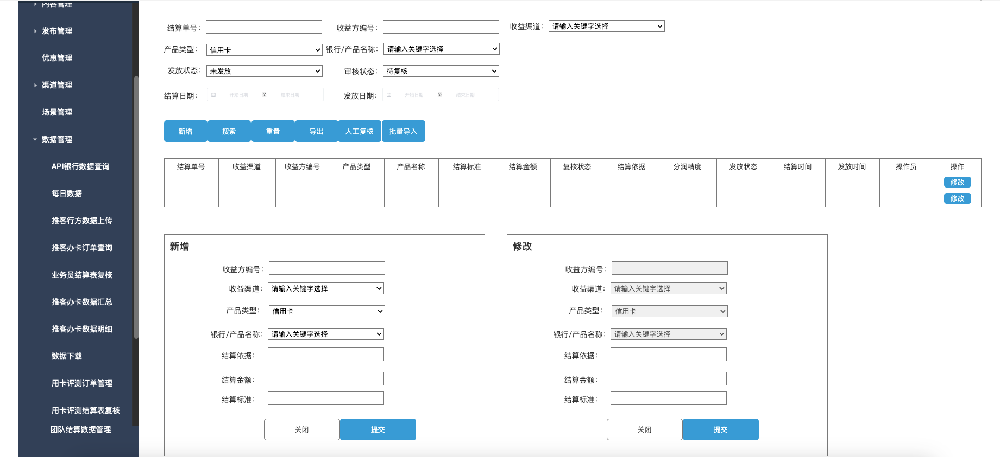 内容管理
发布管理
优惠管理
渠道管理
场景管理
数据管理
API银行数据查询
每日数据
推客行方数据上传
推客办卡订单查询
业务员结算表复核
推客办卡数据汇总
推客办卡数据明细
数据下载
用卡评测订单管理
用卡评测结算表复核
团队结算数据管理
结算单号： 收益方编号： 收益渠道： 请输入关键字选择
产品类型： 信用卡 银行/产品名称： 请输入关键字选择
发放状态： 未发放 审核状态： 待复核
结算日期： 开始日期 至 结束日期 发放日期： 开始日期 至 结束日期
新增 搜索 重置 导出 人工复核 批量导入
结算单号 收益渠道 收益方编号 产品类型 产品名称 结算标准 结算金额 复核状态 结算依据 分润精度 发放状态 结算时间 发放时间 操作员 操作
修改
修改
新增
收益方编号：
收益渠道： 请输入关键字选择
产品类型： 信用卡
银行/产品名称： 请输入关键字选择
结算依据：
结算金额：
结算标准：
关闭 提交
修改
收益方编号：
收益渠道： 请输入关键字选择
产品类型： 信用卡
银行/产品名称： 请输入关键字选择
结算依据：
结算金额：
结算标准：
关闭 提交